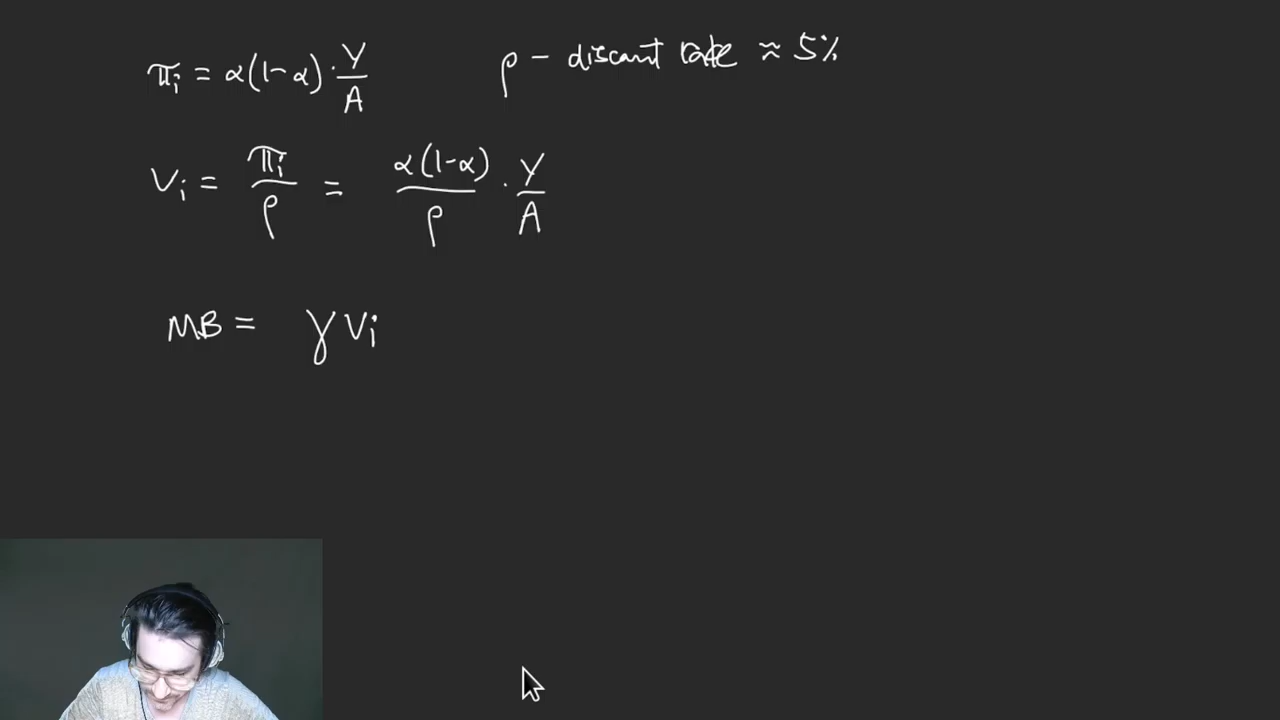 πi = α(1-α) · Y/A
ρ - discount rate ≈ 5%
Vi = πi/ρ = α(1-α)/ρ · Y/A
MB = γVi